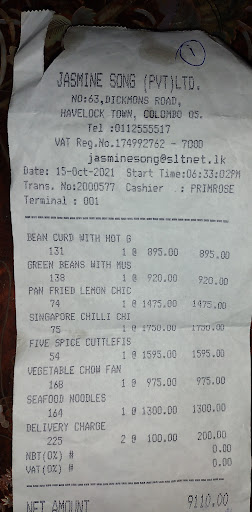 1
JASMINE SONG (PVT)LTD.
NO:63,DICKMONS ROAD,
HAVELOCK TOWN, COLOMBO 05.
Tel :0112555517
VAT Reg.No.174992762 - 7000
jasminesong@sltnet.lk
Date: 15-Oct-2021 Start Time:06:33:02PM
Trans. No:2000577 Cashier : PRIMROSE
Terminal : 001
BEAN CURD WITH HOT G
131 1 @ 895.00 895.00
GREEN BEANS WITH MUS
138 1 @ 920.00 920.00
PAN FRIED LEMON CHIC
74 1 @ 1475.00 1475.00
SINGAPORE CHILLI CHI
75 1 @ 1750.00 1750.00
FIVE SPICE CUTTLEFIS
54 1 @ 1595.00 1595.00
VEGETABLE CHOW FAN
168 1 @ 975.00 975.00
SEAFOOD NOODLES
164 1 @ 1300.00 1300.00
DELIVERY CHARGE
225 2 @ 100.00 200.00
NBT(0%) # 0.00
VAT(0%) # 0.00
NET AMOUNT 9110.00